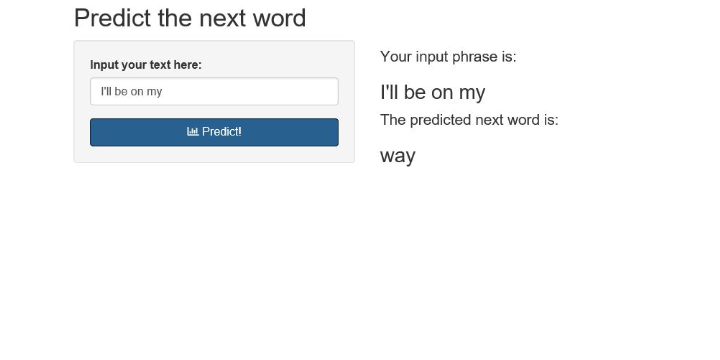 Predict the next word
Input your text here:
I'll be on my
Predict!
Your input phrase is:
I'll be on my
The predicted next word is:
way